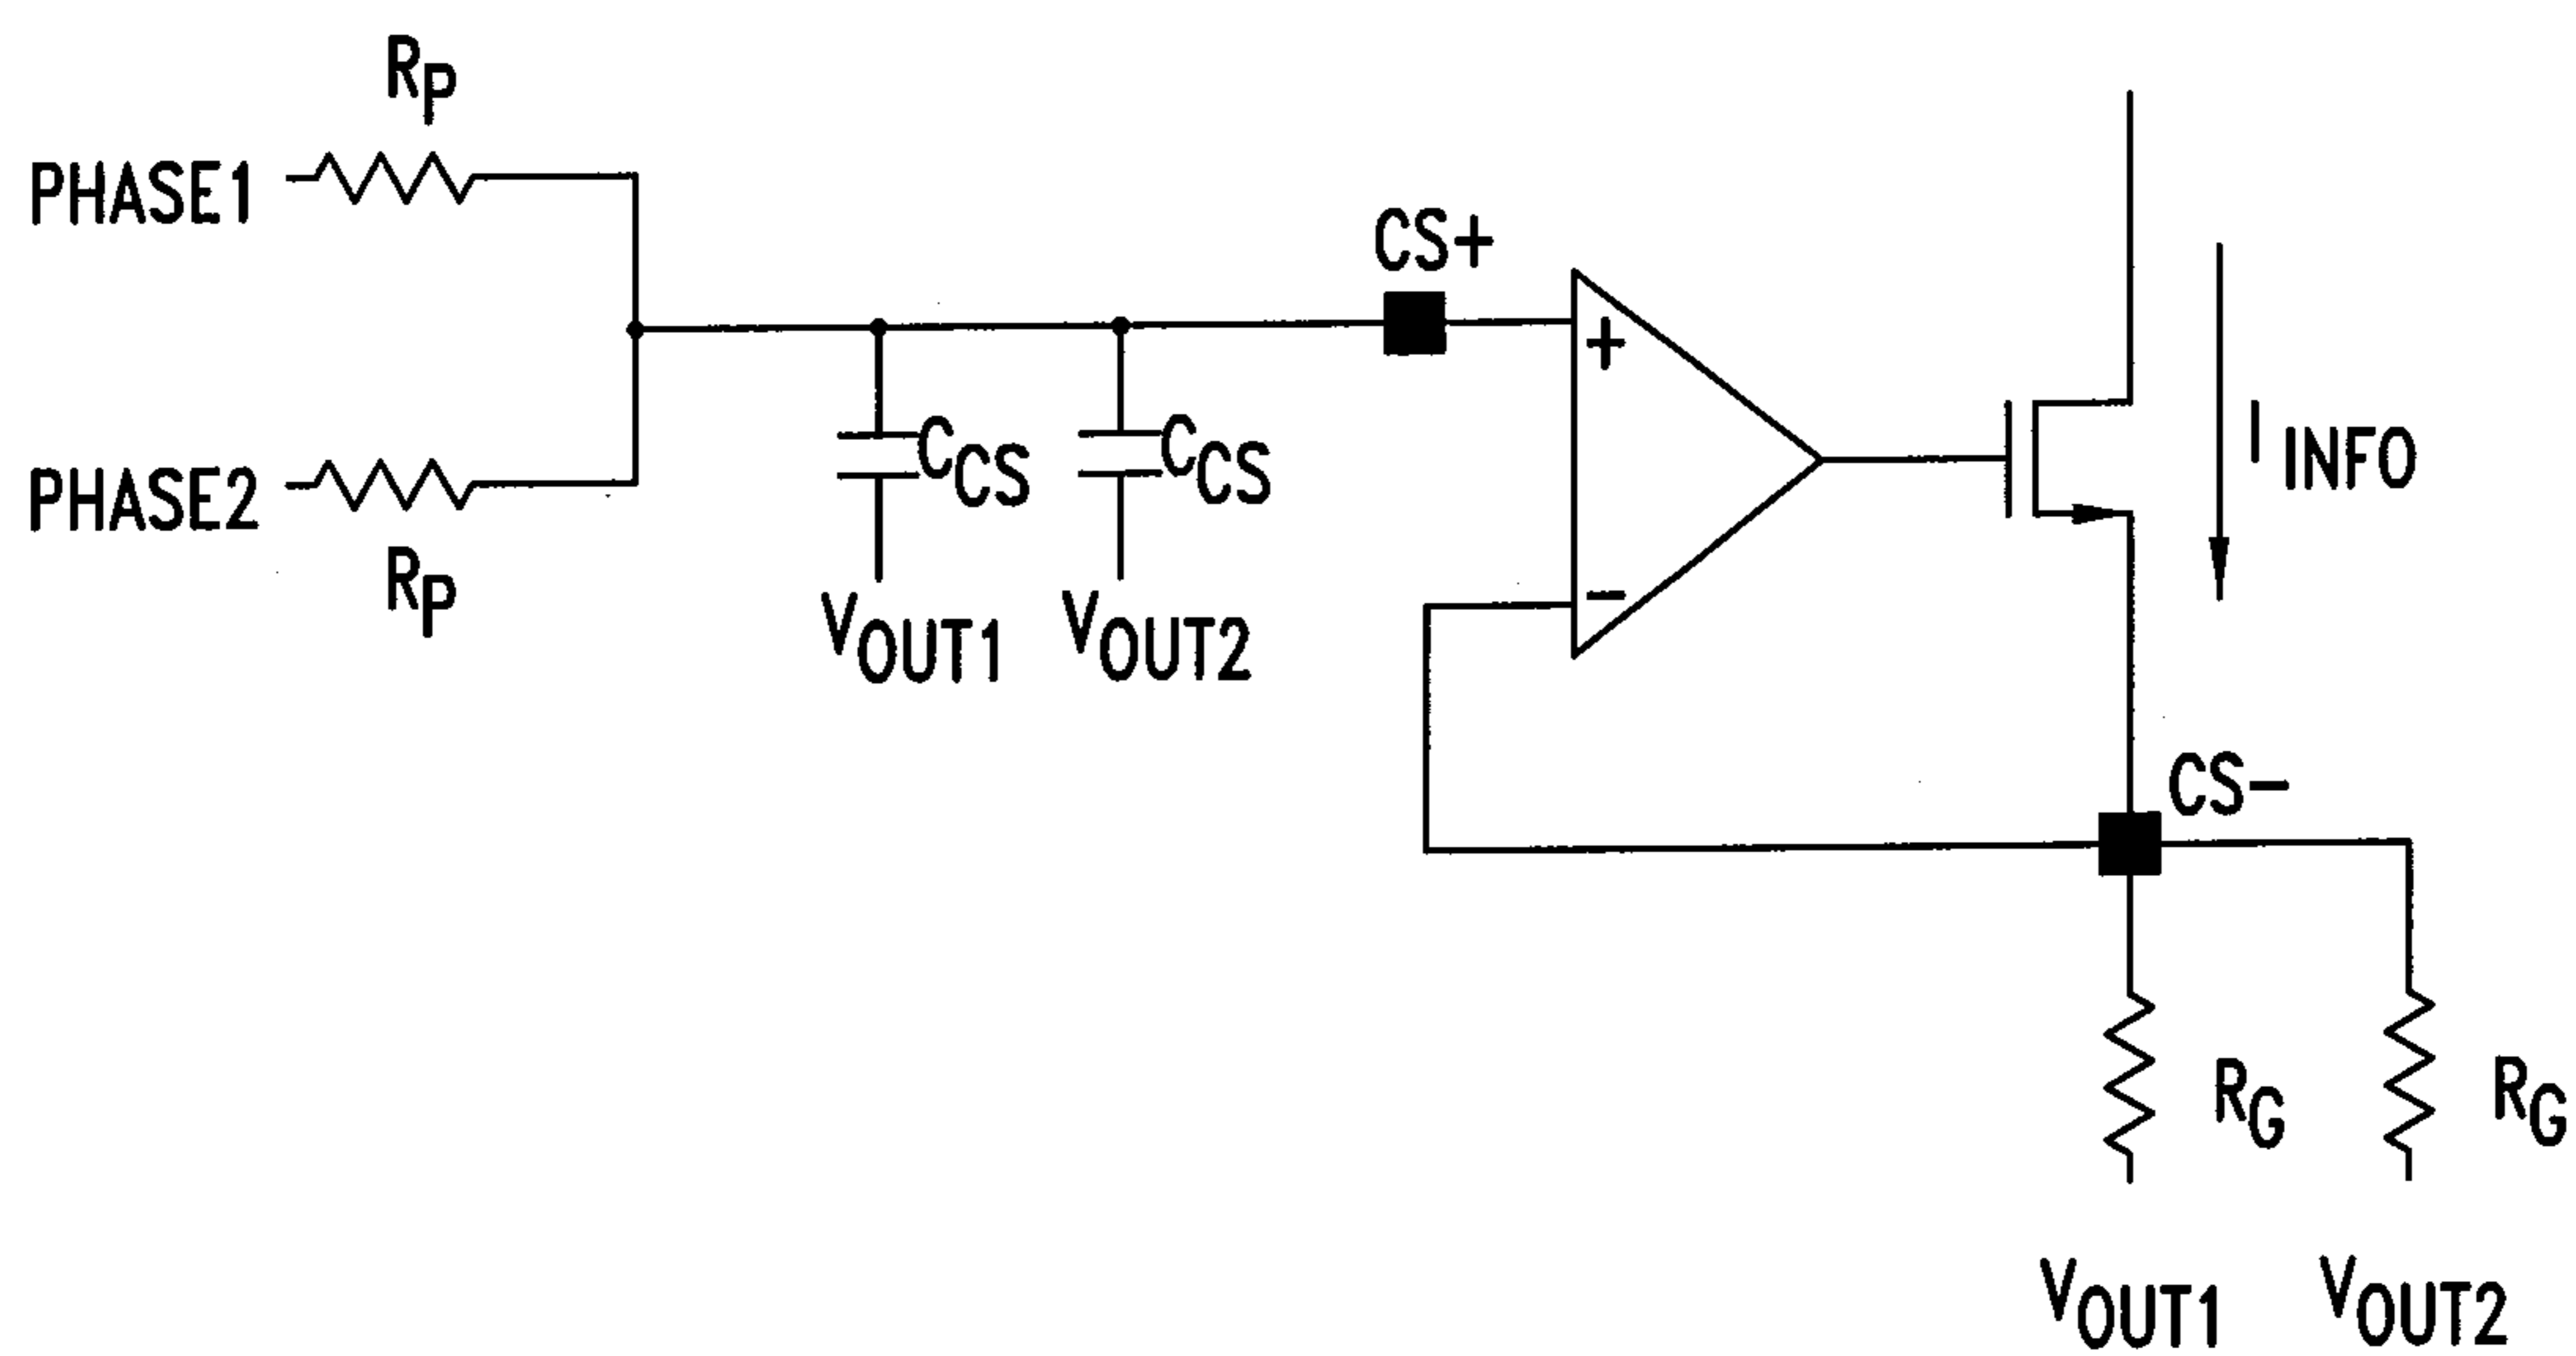 RP
PHASE1
PHASE2
RP
CCS
CCS
VOUT1
VOUT2
CS+
+
-
IINFO
CS-
RG
RG
VOUT1
VOUT2